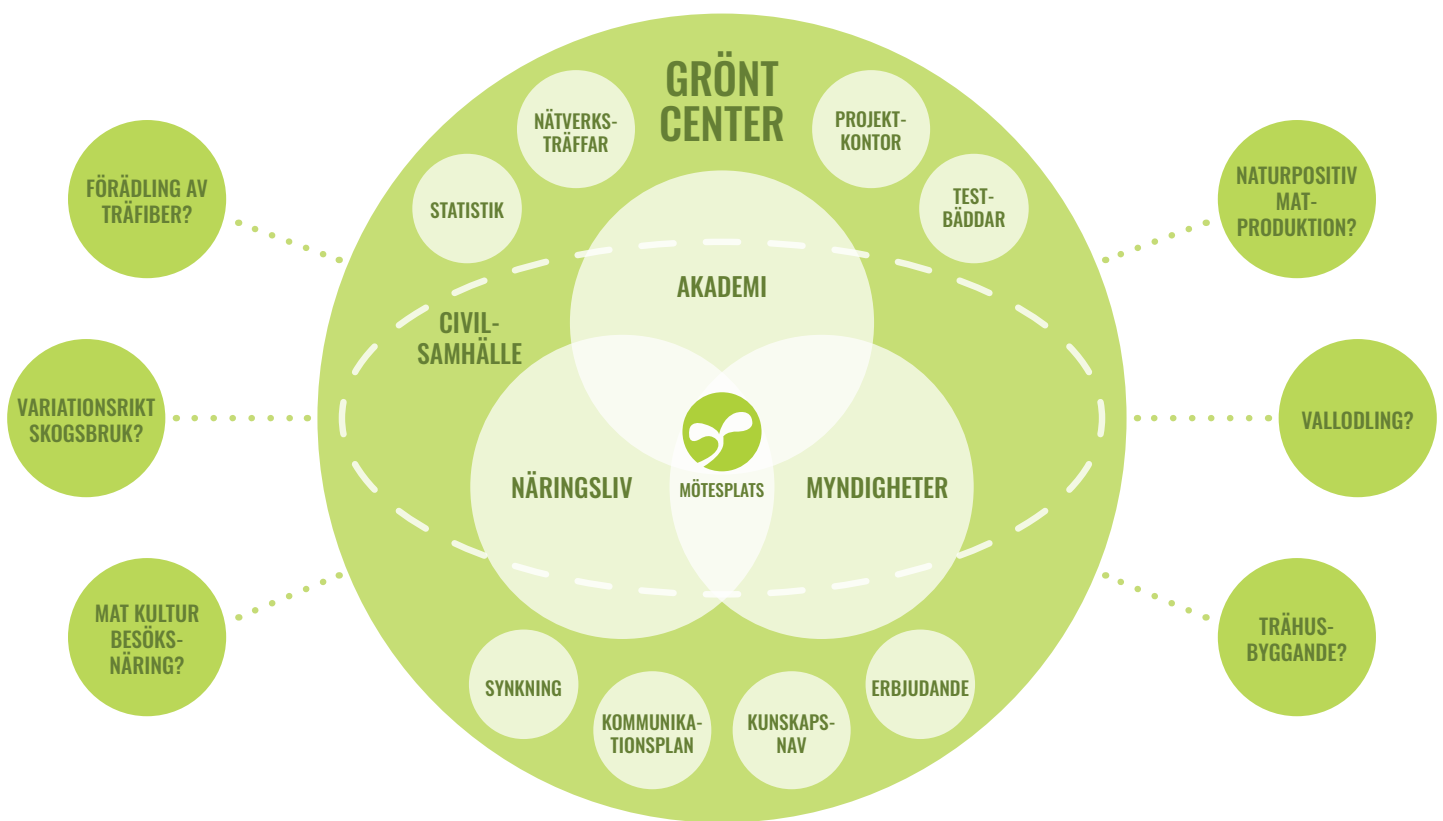 GRÖNT
CENTER
NÄTVERKS-
TRÄFFAR
PROJEKT-
KONTOR
STATISTIK
TEST-
BÄDDAR
FÖRÄDLING AV
TRÄFIBER?
NATURPOSITIV
MAT-
PRODUKTION?
AKADEMI
CIVIL-
SAMHÄLLE
VARIATIONSRIKT
SKOGSBRUK?
VALLODLING?
NÄRINGSLIV
MÖTESPLATS
MYNDIGHETER
MAT KULTUR
BESÖKS-
NÄRING?
TRÄHUS-
BYGGANDE?
SYNKNING
KOMMUNIKA-
TIONSPLAN
KUNSKAPS-
NAV
ERBJUDANDE